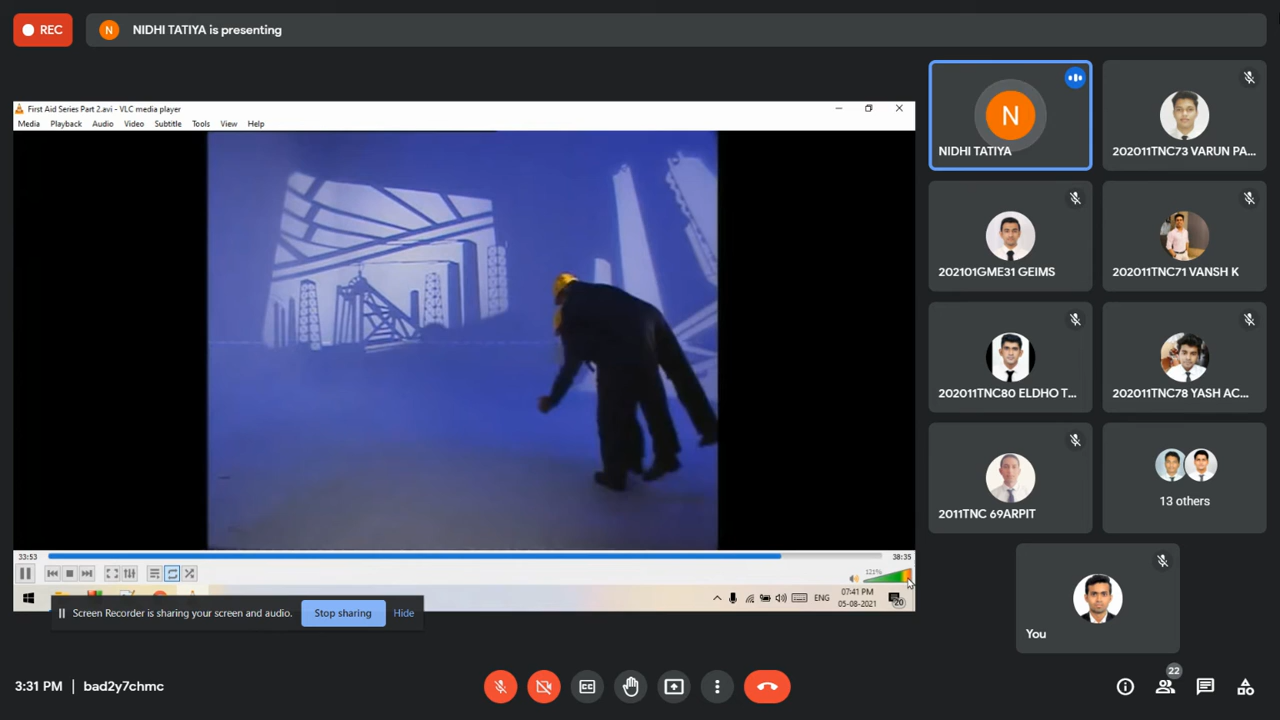 REC
N
NIDHI TATIYA is presenting
First Aid Series Part 2.avi - VLC media player
Media Playback Audio Video Subtitle Tools View Help
33:53
38:35
121%
ENG
07:41 PM
05-08-2021
20
Screen Recorder is sharing your screen and audio.
Stop sharing
Hide
N
NIDHI TATIYA
202011TNC73 VARUN PA...
202101GME31 GEIMS
202011TNC71 VANSH K
202011TNC80 ELDHO T...
202011TNC78 YASH AC...
2011TNC 69ARPIT
13 others
You
3:31 PM | bad2y7chmc
CC
22